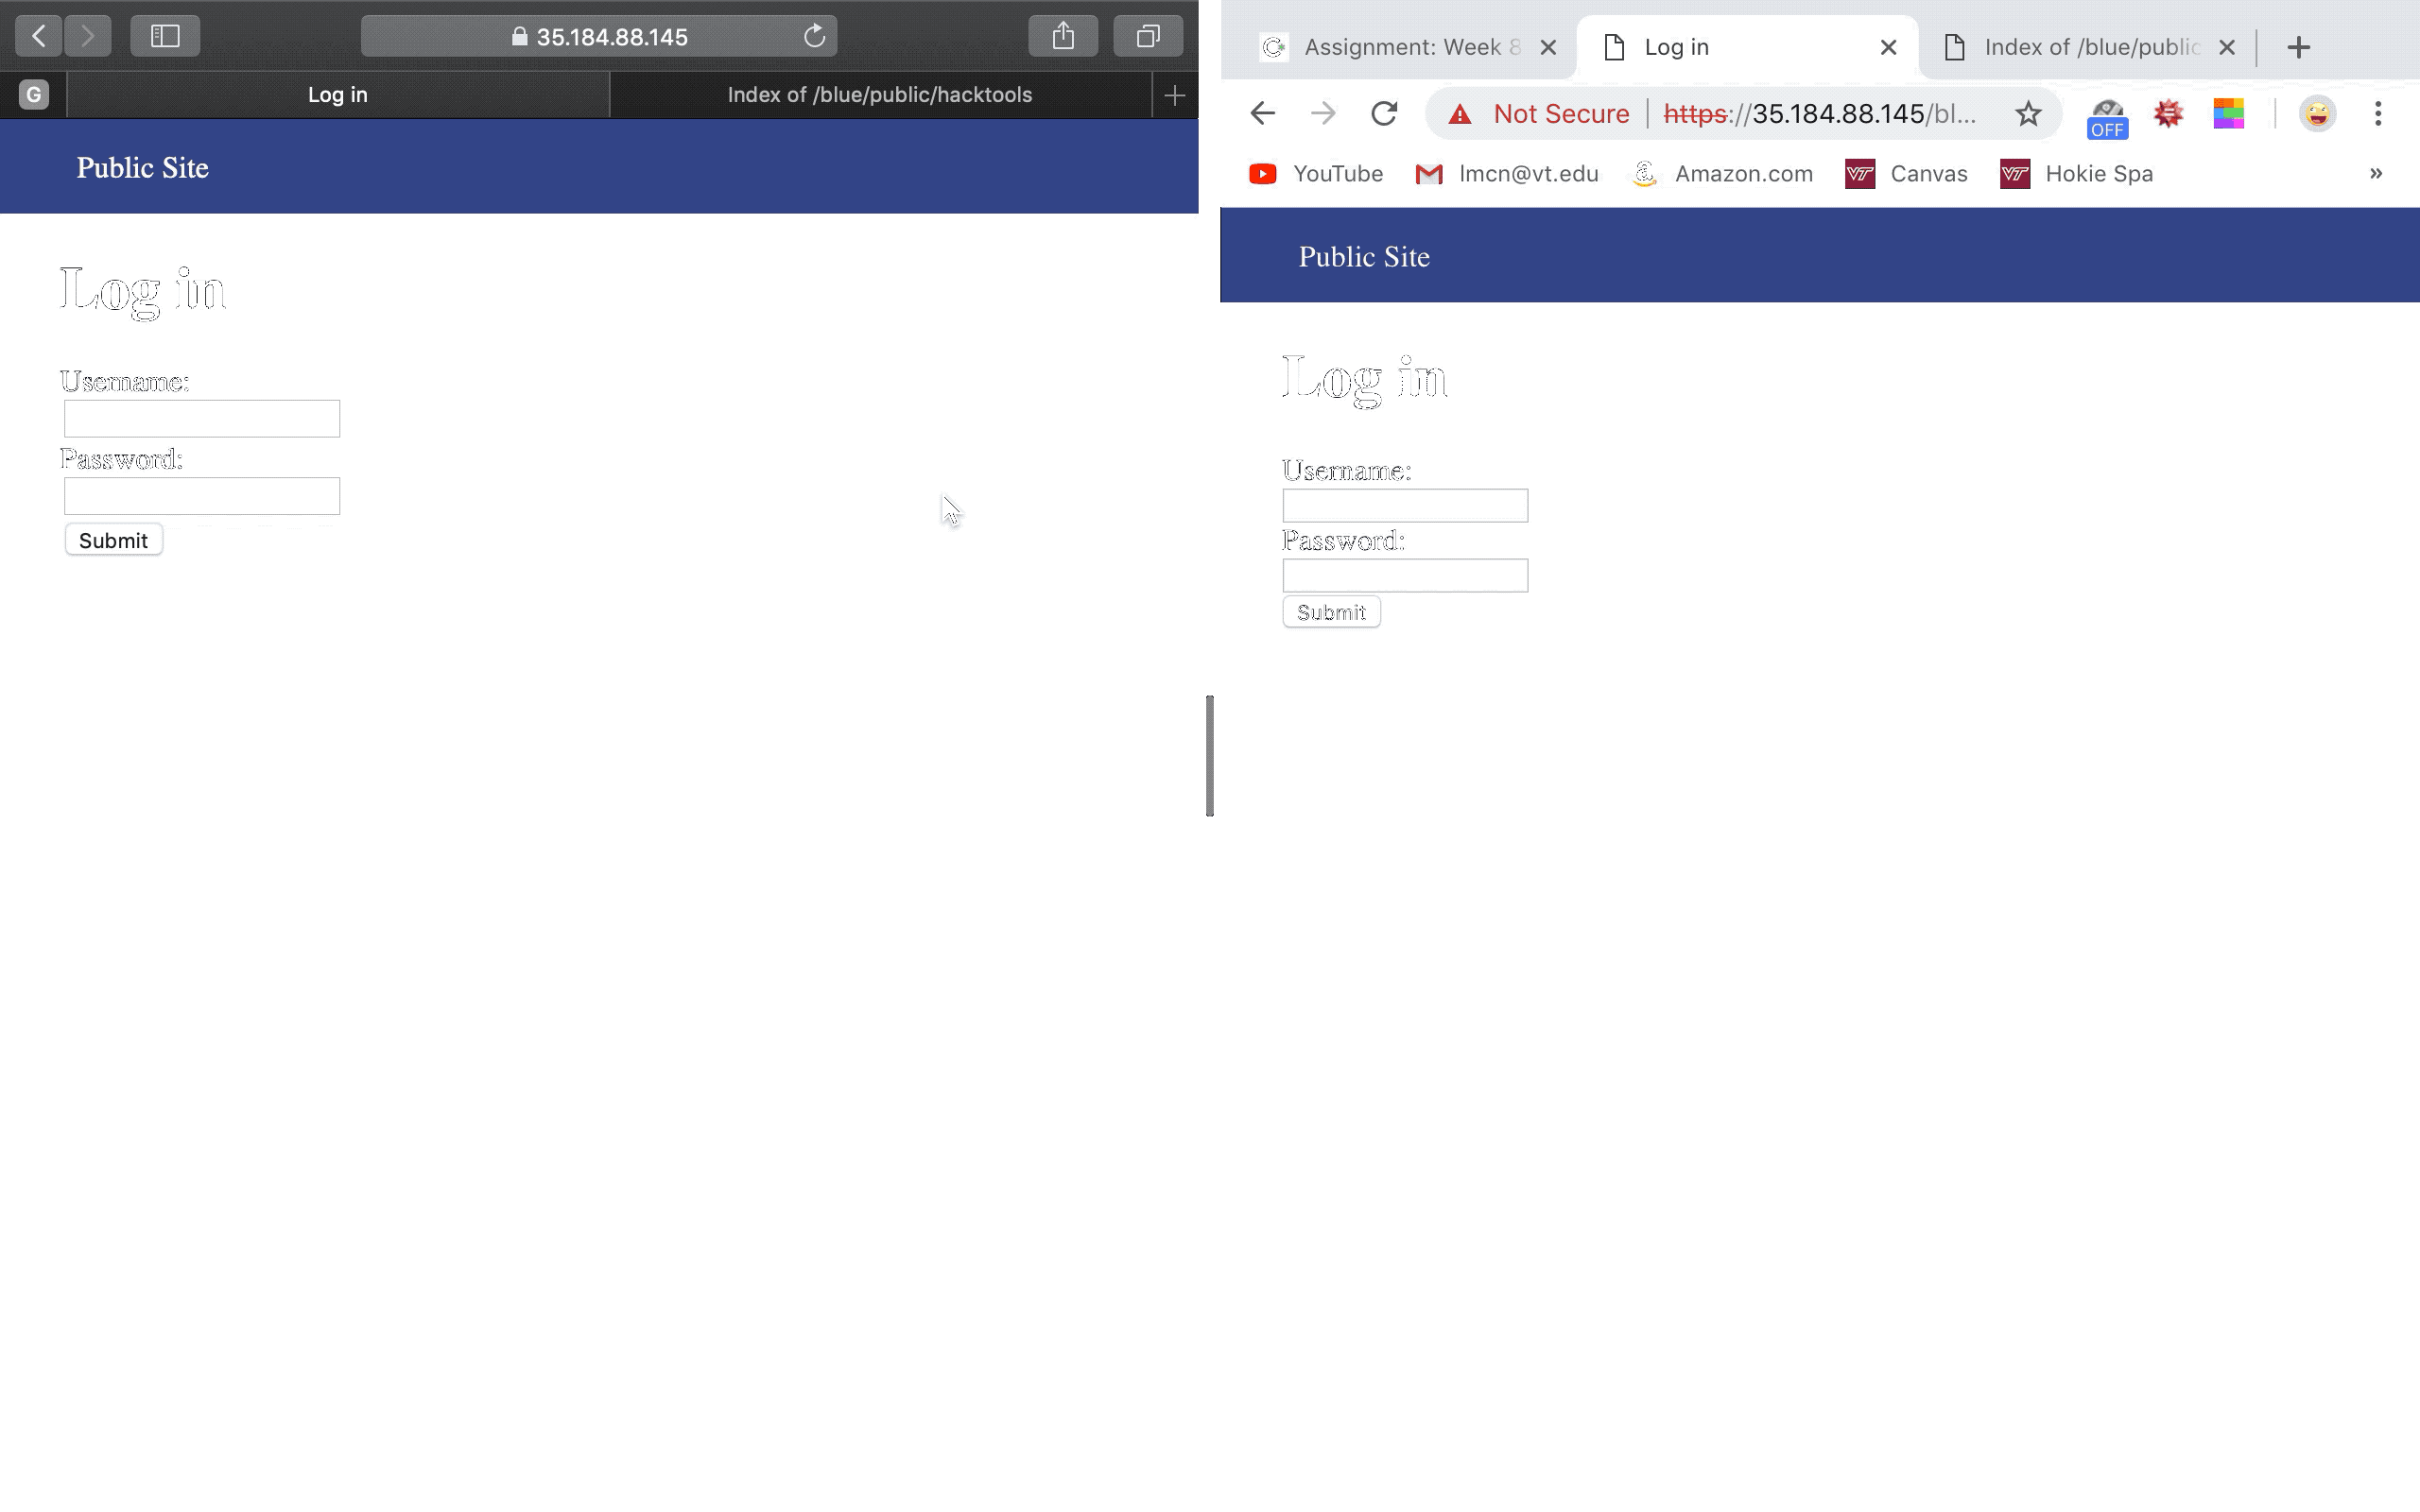 35.184.88.145
G
Log in
Index of /blue/public/hacktools
Public Site
Log in
Username:
Password:
Submit
Assignment: Week 8
Log in
Index of /blue/public
Not Secure
https://35.184.88.145/bl...
OFF
YouTube
lmcn@vt.edu
Amazon.com
VT
Canvas
VT
Hokie Spa
»
Public Site
Log in
Username:
Password:
Submit